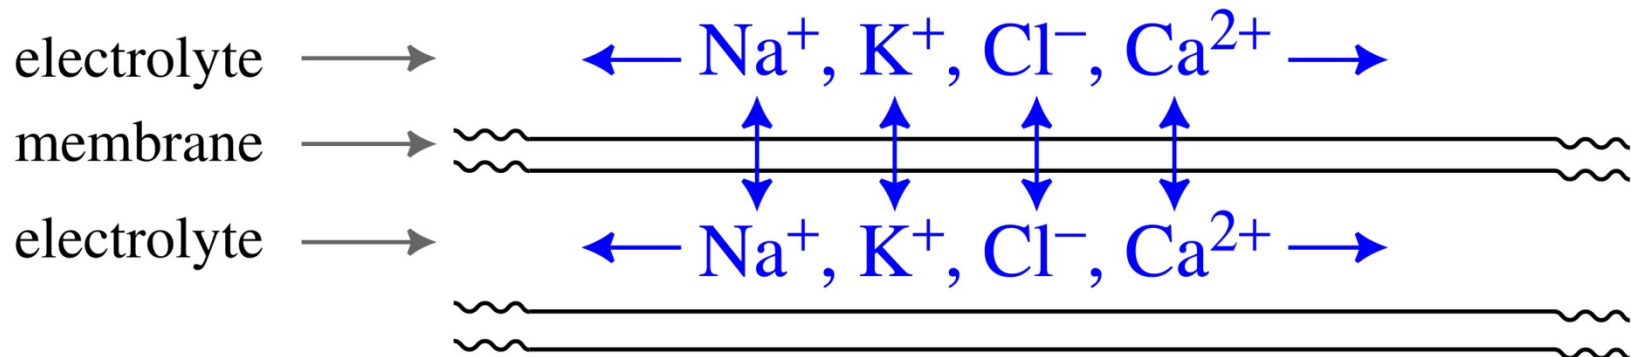 electrolyte Na⁺, K⁺, Cl⁻, Ca²⁺
membrane
electrolyte Na⁺, K⁺, Cl⁻, Ca²⁺